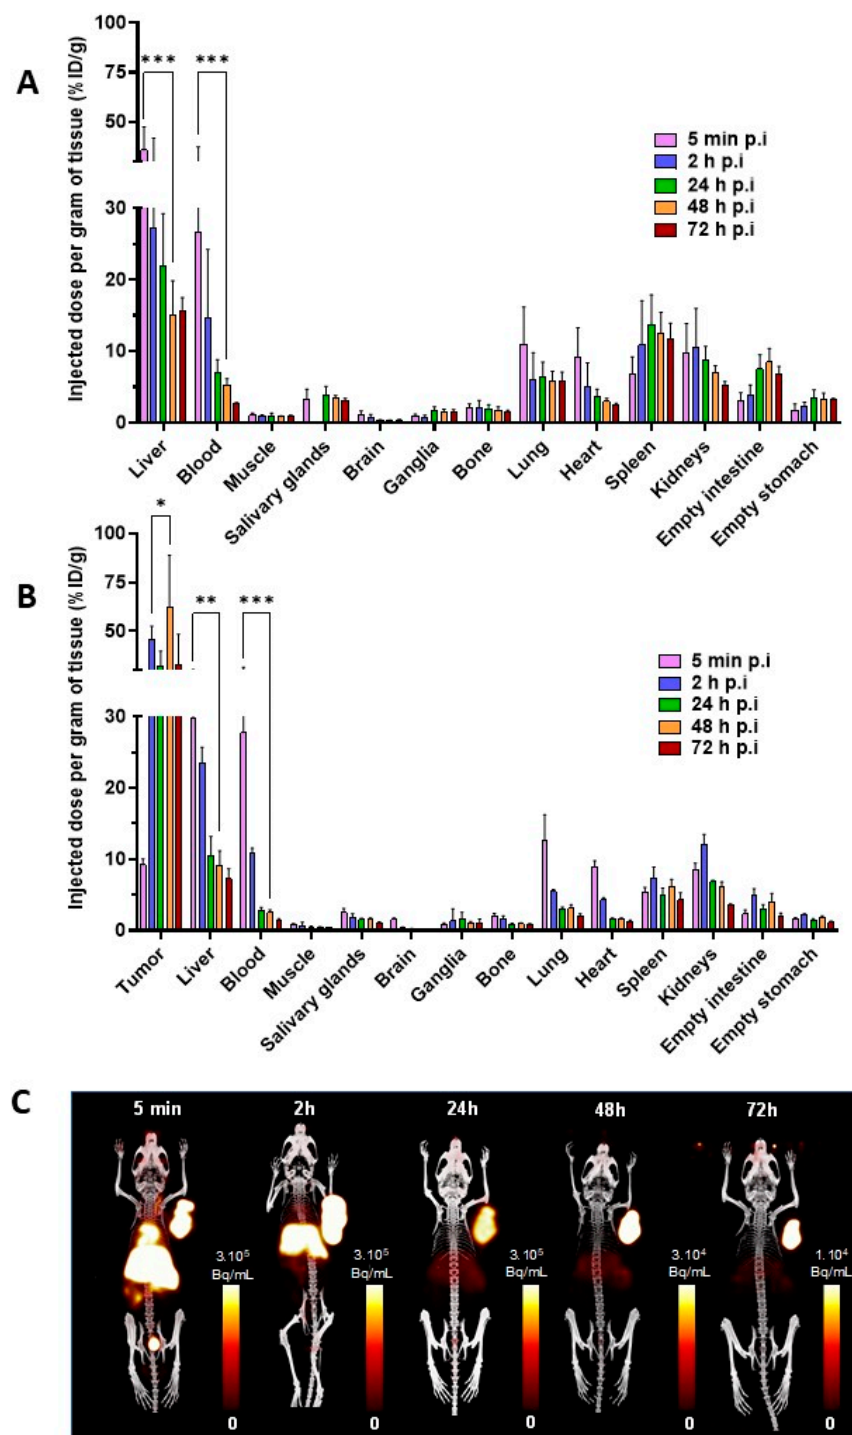 A
Injected dose per gram of tissue (%ID/g)
100
75
50
30
20
10
0
***
***
5 min p.i
2 h p.i
24 h p.i
48 h p.i
72 h p.i
Liver
Blood
Muscle
Salivary glands
Brain
Ganglia
Bone
Lung
Heart
Spleen
Kidneys
Empty intestine
Empty stomach
B
Injected dose per gram of tissue (%ID/g)
100
75
50
30
20
10
0
*
**
***
5 min p.i
2 h p.i
24 h p.i
48 h p.i
72 h p.i
Tumor
Liver
Blood
Muscle
Salivary glands
Brain
Ganglia
Bone
Lung
Heart
Spleen
Kidneys
Empty intestine
Empty stomach
C
5 min 2h 24h 48h 72h
3.10⁵ 3.10⁵ 3.10⁵ 3.10⁴ 1.10⁴
Bq/mL Bq/mL Bq/mL Bq/mL Bq/mL
0 0 0 0 0